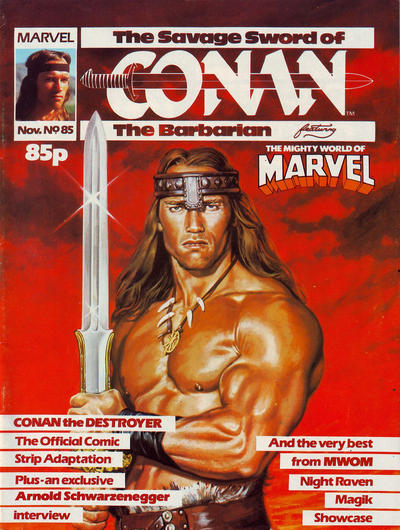 MARVEL
The Savage Sword of
CONAN
TM
Nov. Nº85
The Barbarian
featuring
85p
THE MIGHTY WORLD OF
MARVEL
CONAN the DESTROYER
The Official Comic
Strip Adaptation
Plus-an exclusive
Arnold Schwarzenegger
interview
And the very best
from MWOM
Night Raven
Magik
Showcase